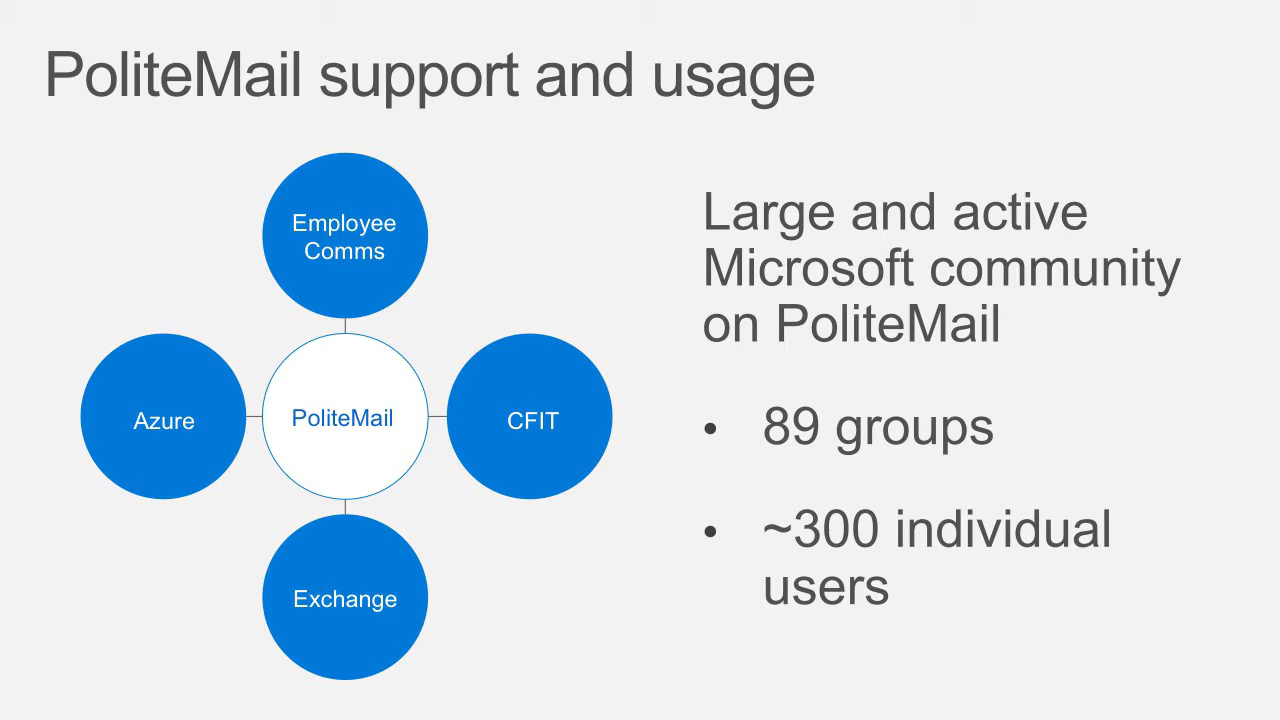 PoliteMail support and usage
Employee
Comms
Azure
PoliteMail
CFIT
Exchange
Large and active
Microsoft community
on PoliteMail
• 89 groups
• ~300 individual
users